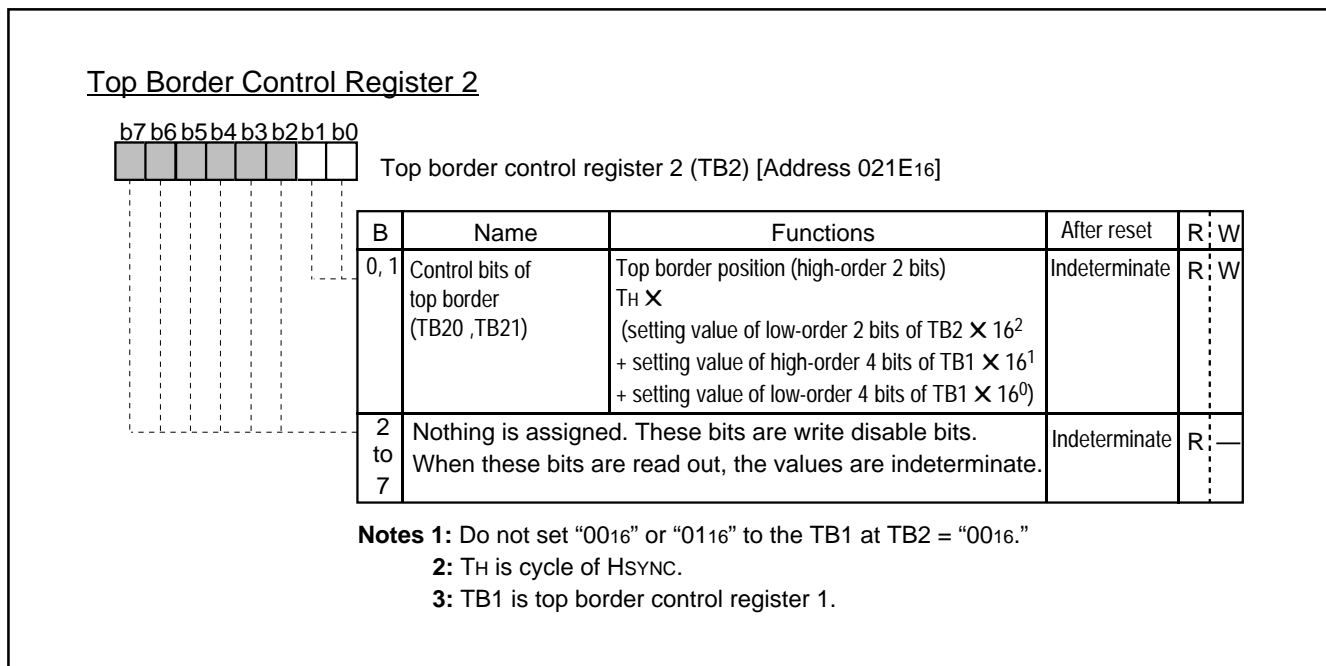 Top Border Control Register 2
b7 b6 b5 b4 b3 b2 b1 b0
Top border control register 2 (TB2) [Address 021E16]
B Name Functions After reset R W
0, 1 Control bits of top border (TB20 ,TB21) Top border position (high-order 2 bits) Indeterminate R W
TH ×
(setting value of low-order 2 bits of TB2 × 16²
+ setting value of high-order 4 bits of TB1 × 16¹
+ setting value of low-order 4 bits of TB1 × 16⁰)
2 to 7 Nothing is assigned. These bits are write disable bits. Indeterminate R —
When these bits are read out, the values are indeterminate.
Notes 1: Do not set “0016” or “0116” to the TB1 at TB2 = “0016.”
2: TH is cycle of HSYNC.
3: TB1 is top border control register 1.